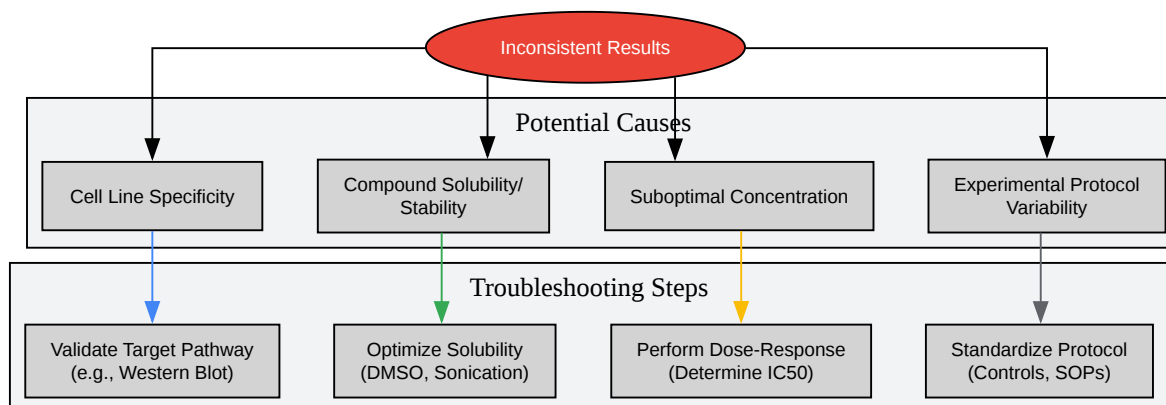 Inconsistent Results
Potential Causes
Cell Line Specificity
Compound Solubility/
Stability
Suboptimal Concentration
Experimental Protocol
Variability
Troubleshooting Steps
Validate Target Pathway
(e.g., Western Blot)
Optimize Solubility
(DMSO, Sonication)
Perform Dose-Response
(Determine IC50)
Standardize Protocol
(Controls, SOPs)